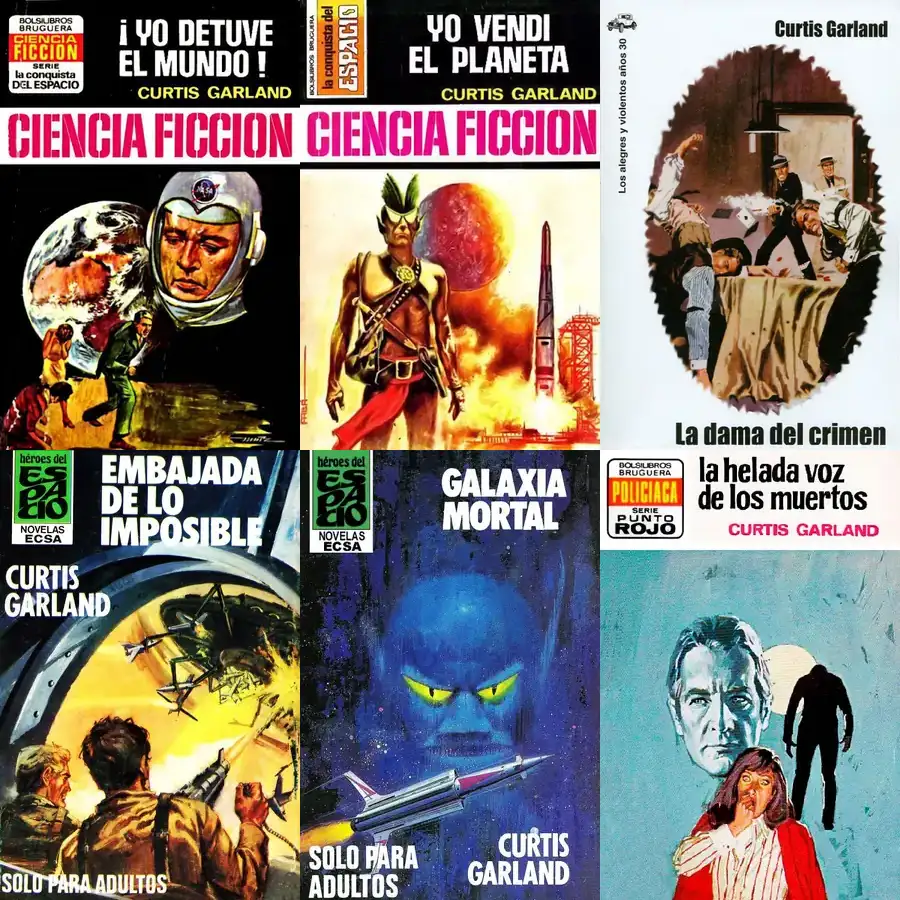 BOLSILIBROS
BRUGUERA
CIENCIA
FICCION
SERIE
la conquista
DEL ESPACIO
¡YO DETUVE
EL MUNDO!
CURTIS GARLAND
CIENCIA FICCION
NASA
BOLSILIBROS BRUGUERA
la conquista del
ESPACIO
YO VENDI
EL PLANETA
CURTIS GARLAND
CIENCIA FICCION
Los alegres y violentos años 30
Curtis Garland
La dama del crimen
héroes del
ESPACIO
NOVELAS
ECSA
EMBAJADA
DE LO
IMPOSIBLE
CURTIS
GARLAND
SOLO PARA ADULTOS
héroes del
ESPACIO
NOVELAS
ECSA
GALAXIA
MORTAL
SOLO PARA
ADULTOS
CURTIS
GARLAND
BOLSILIBROS
BRUGUERA
POLICIACA
SERIE
PUNTO
ROJO
la helada voz
de los muertos
CURTIS GARLAND